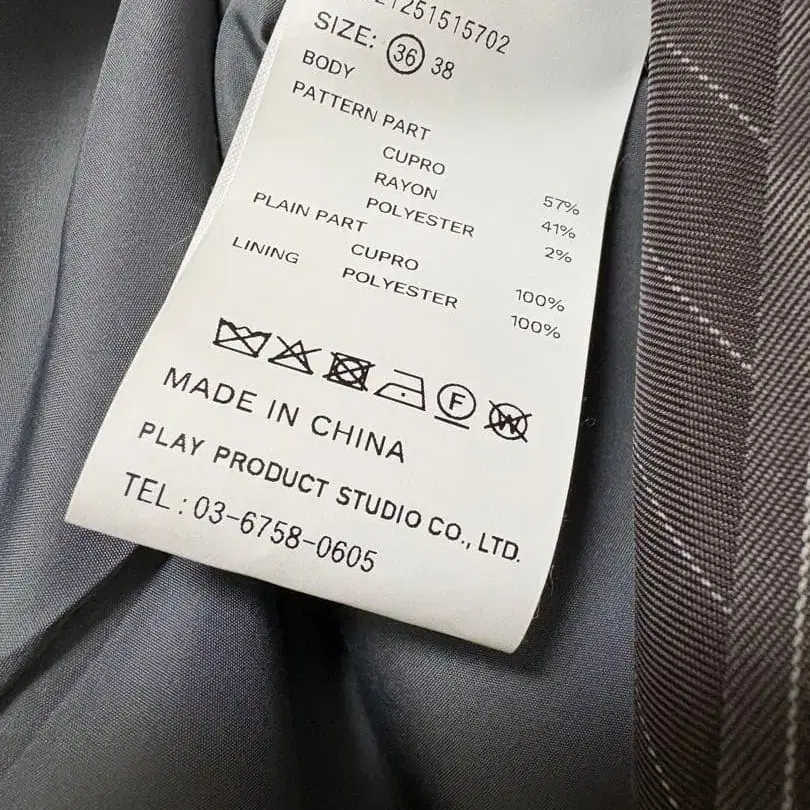 21251515702
SIZE: 36 38
BODY
PATTERN PART
CUPRO 57%
RAYON 41%
POLYESTER 2%
PLAIN PART
CUPRO 100%
LINING POLYESTER 100%
F W
MADE IN CHINA
PLAY PRODUCT STUDIO CO., LTD.
TEL : 03-6758-0605